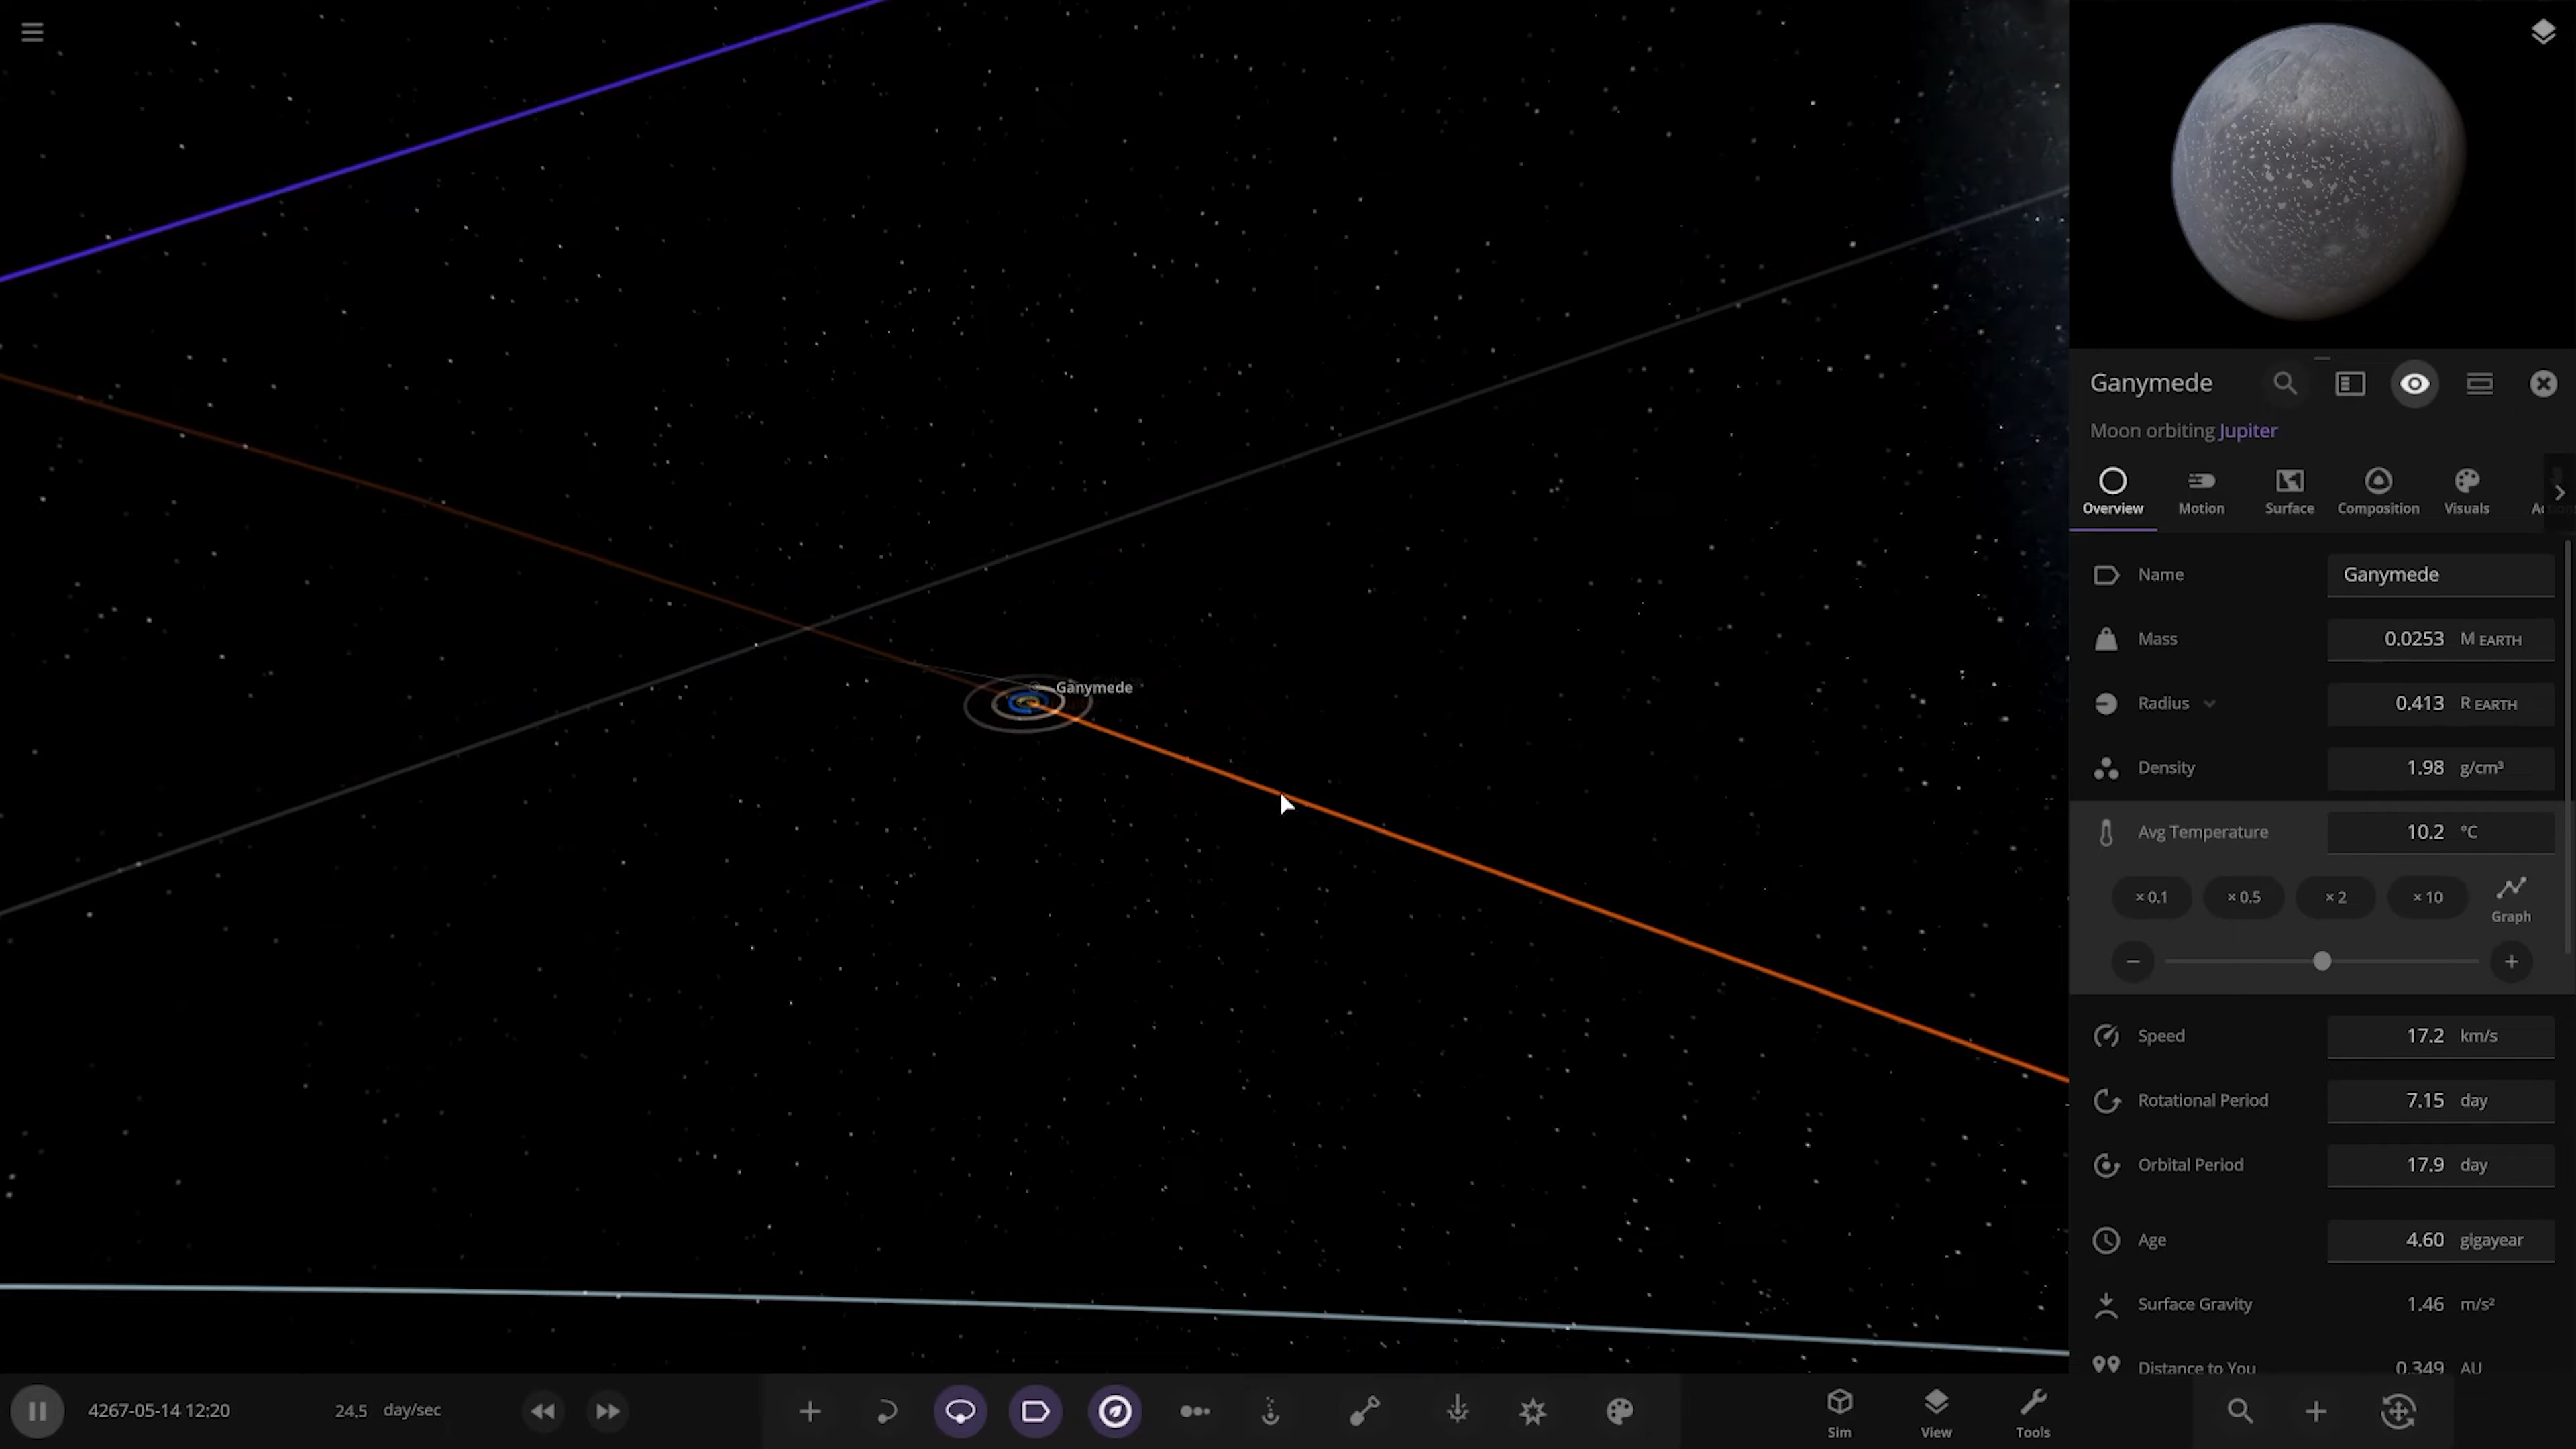 Ganymede
Moon orbiting Jupiter
Overview Motion Surface Composition Visuals
Name Ganymede
Mass 0.0253 M EARTH
Ganymede
Radius 0.413 R EARTH
Density 1.98 g/cm³
Avg Temperature 10.2 °C
× 0.1 × 0.5 × 2 × 10 Graph
Speed 17.2 km/s
Rotational Period 7.15 day
Orbital Period 17.9 day
Age 4.60 gigayear
Surface Gravity 1.46 m/s²
Distance to You 0.349 AU
4267-05-14 12:20 24.5 day/sec
Sim View Tools